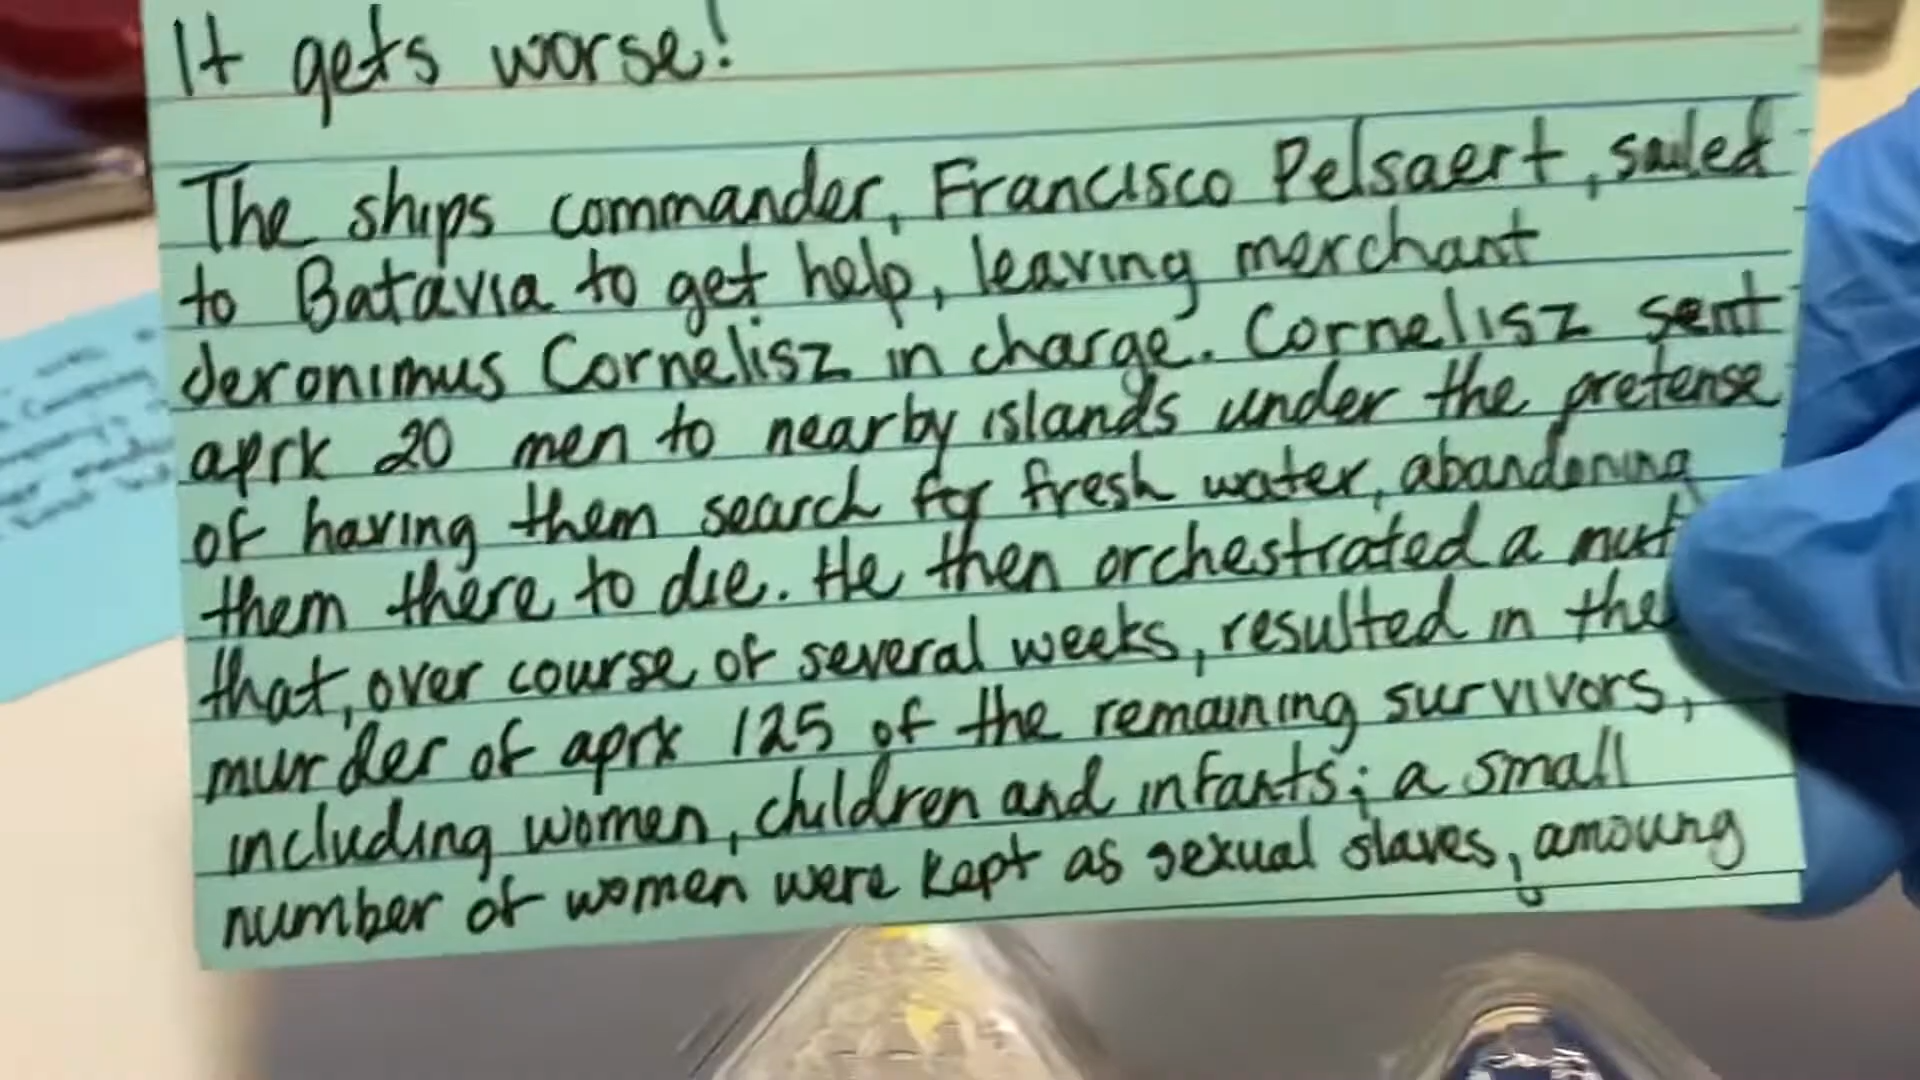 It gets worse!
The ships commander, Francisco Pelsaert, sailed
to Batavia to get help, leaving merchant
Jeronimus Cornelisz in charge. Cornelisz sent
aprx 20 men to nearby islands under the pretense
of having them search for fresh water, abandoning
them there to die. He then orchestrated a mut
that, over course of several weeks, resulted in the
murder of aprx 125 of the remaining survivors,
including women, children and infants; a small
number of women were kept as sexual slaves, amoung